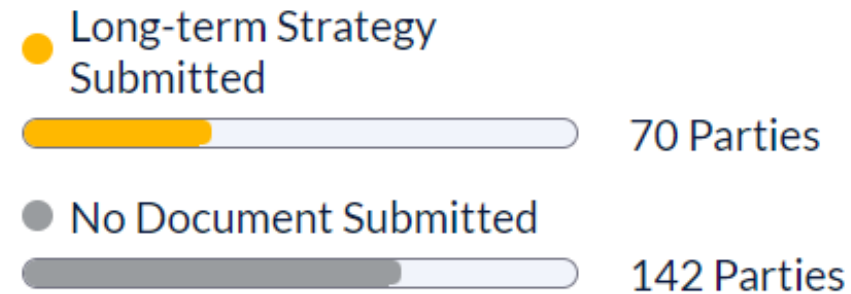 Long-term Strategy
Submitted
70 Parties
No Document Submitted
142 Parties